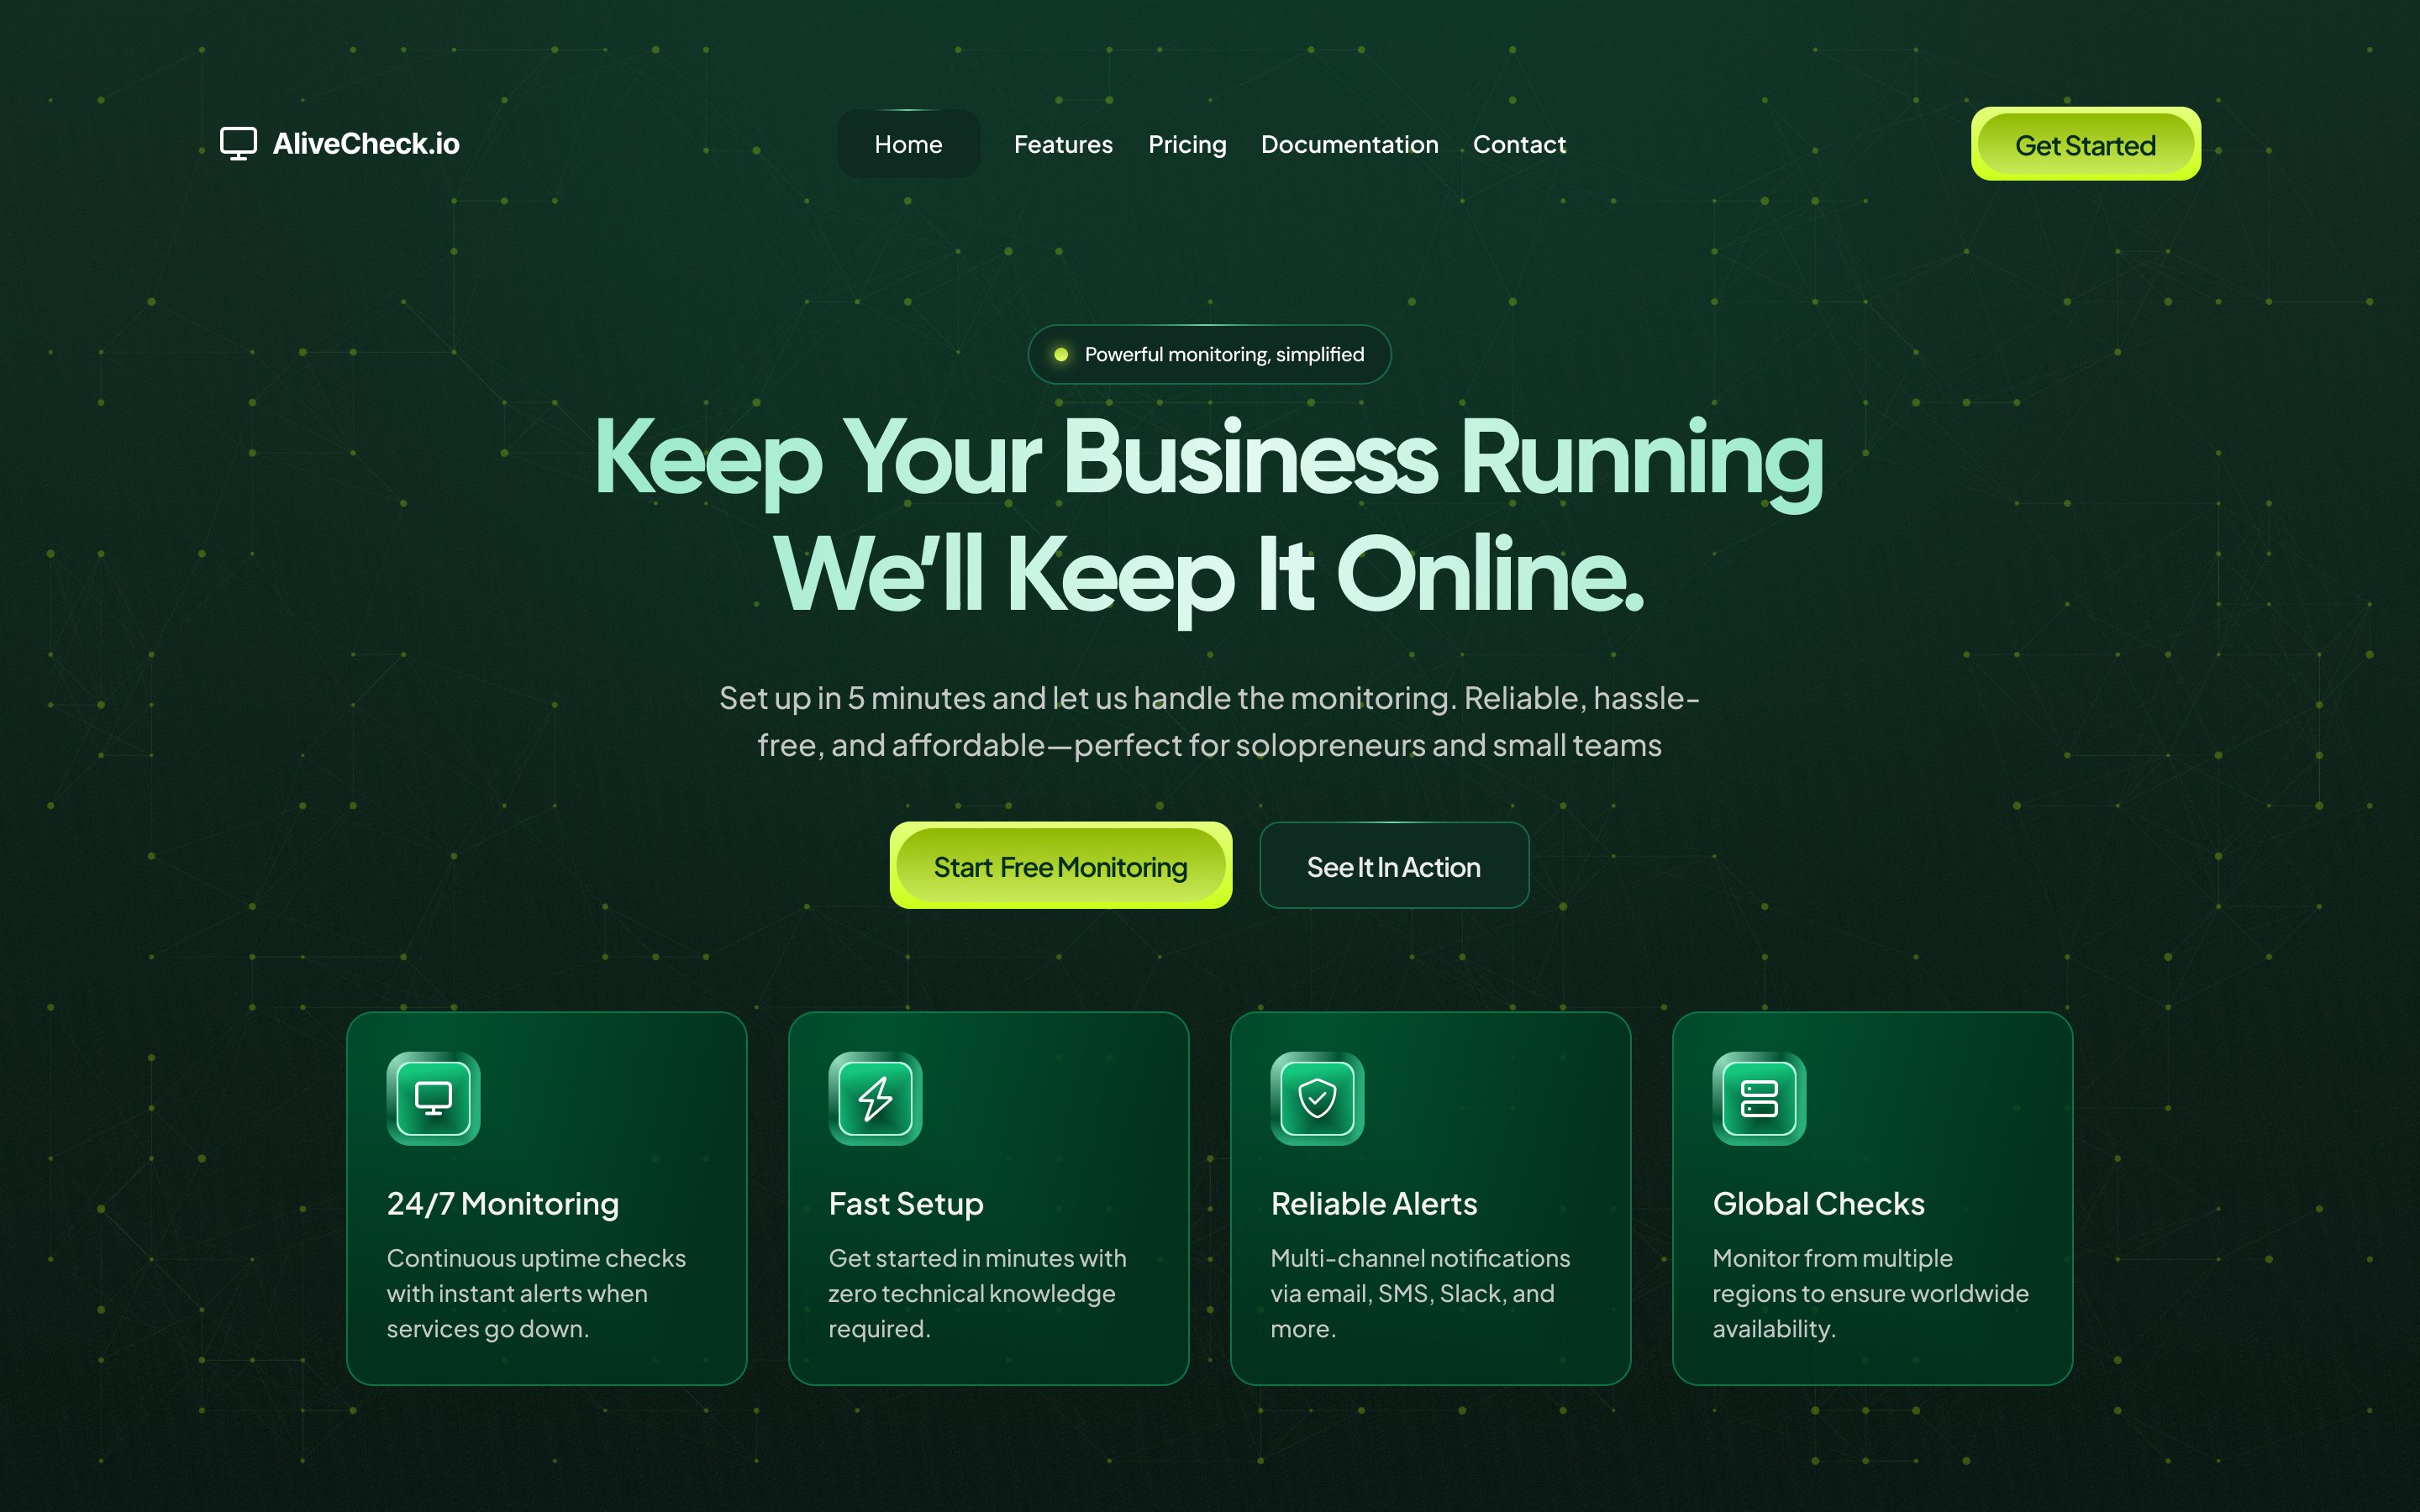 AliveCheck.io
Home
Features
Pricing
Documentation
Contact
Get Started
Powerful monitoring, simplified
Keep Your Business Running
We’ll Keep It Online.
Set up in 5 minutes and let us handle the monitoring. Reliable, hassle-
free, and affordable—perfect for solopreneurs and small teams
Start Free Monitoring
See It In Action
24/7 Monitoring
Continuous uptime checks
with instant alerts when
services go down.
Fast Setup
Get started in minutes with
zero technical knowledge
required.
Reliable Alerts
Multi-channel notifications
via email, SMS, Slack, and
more.
Global Checks
Monitor from multiple
regions to ensure worldwide
availability.